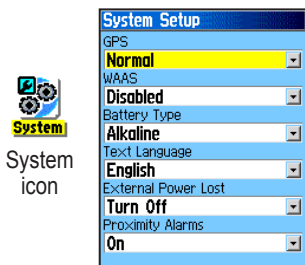 System
System
icon
System Setup
GPS
Normal
WAAS
Disabled
Battery Type
Alkaline
Text Language
English
External Power Lost
Turn Off
Proximity Alarms
On